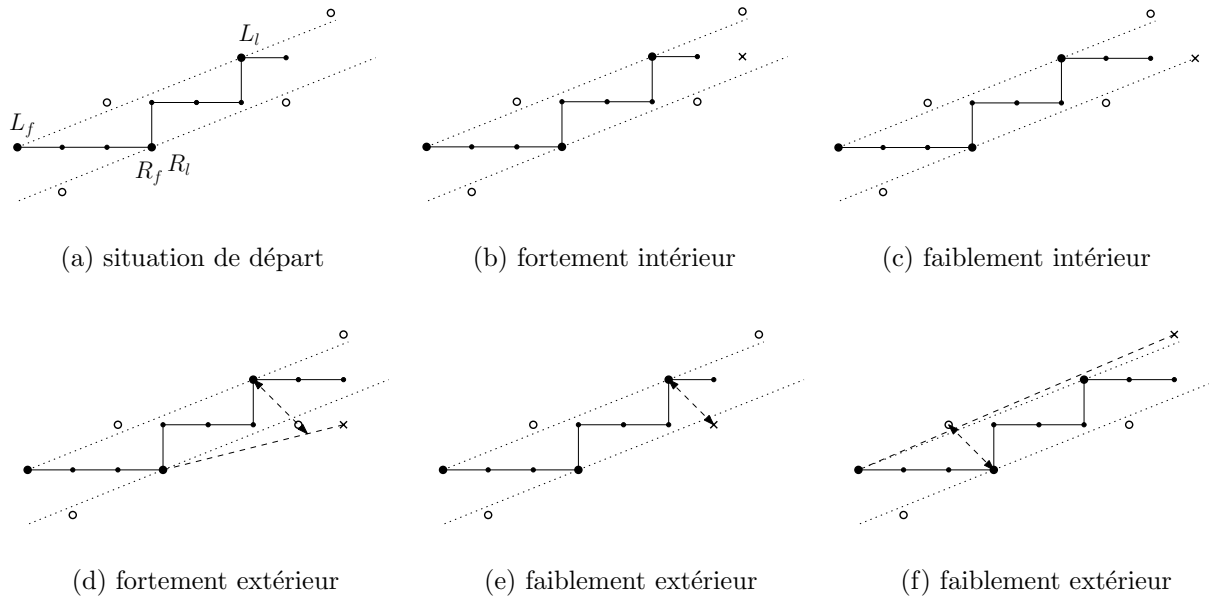 L_l
L_f
R_f R_l
(a) situation de départ
(b) fortement intérieur
(c) faiblement intérieur
(d) fortement extérieur
(e) faiblement extérieur
(f) faiblement extérieur